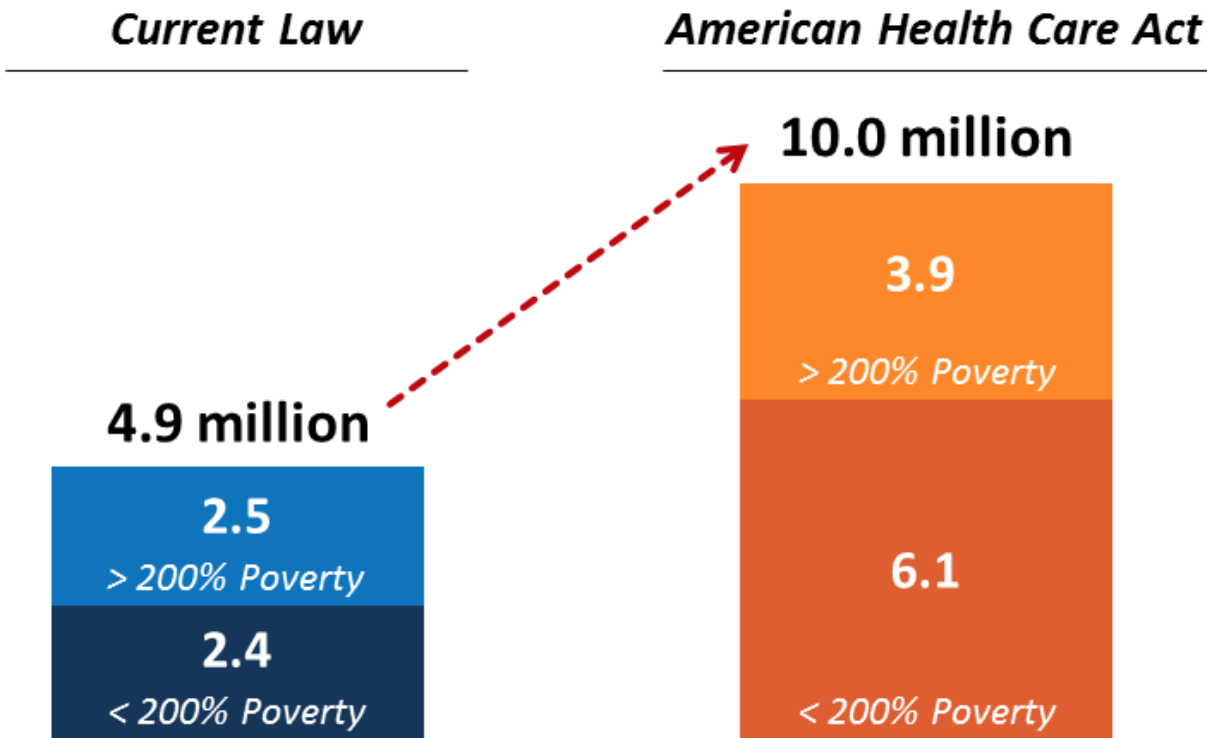 Current Law
American Health Care Act
10.0 million
3.9
> 200% Poverty
4.9 million
2.5
> 200% Poverty
6.1
2.4
< 200% Poverty
< 200% Poverty